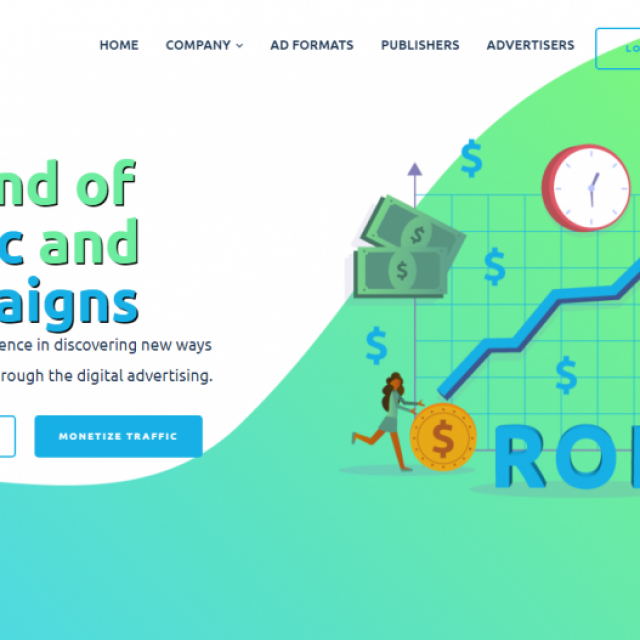 HOME COMPANY AD FORMATS PUBLISHERS ADVERTISERS LO
nd of
c and
aigns
ence in discovering new ways
rough the digital advertising.
MONETIZE TRAFFIC
$
$
$
$
$
$
$
RO